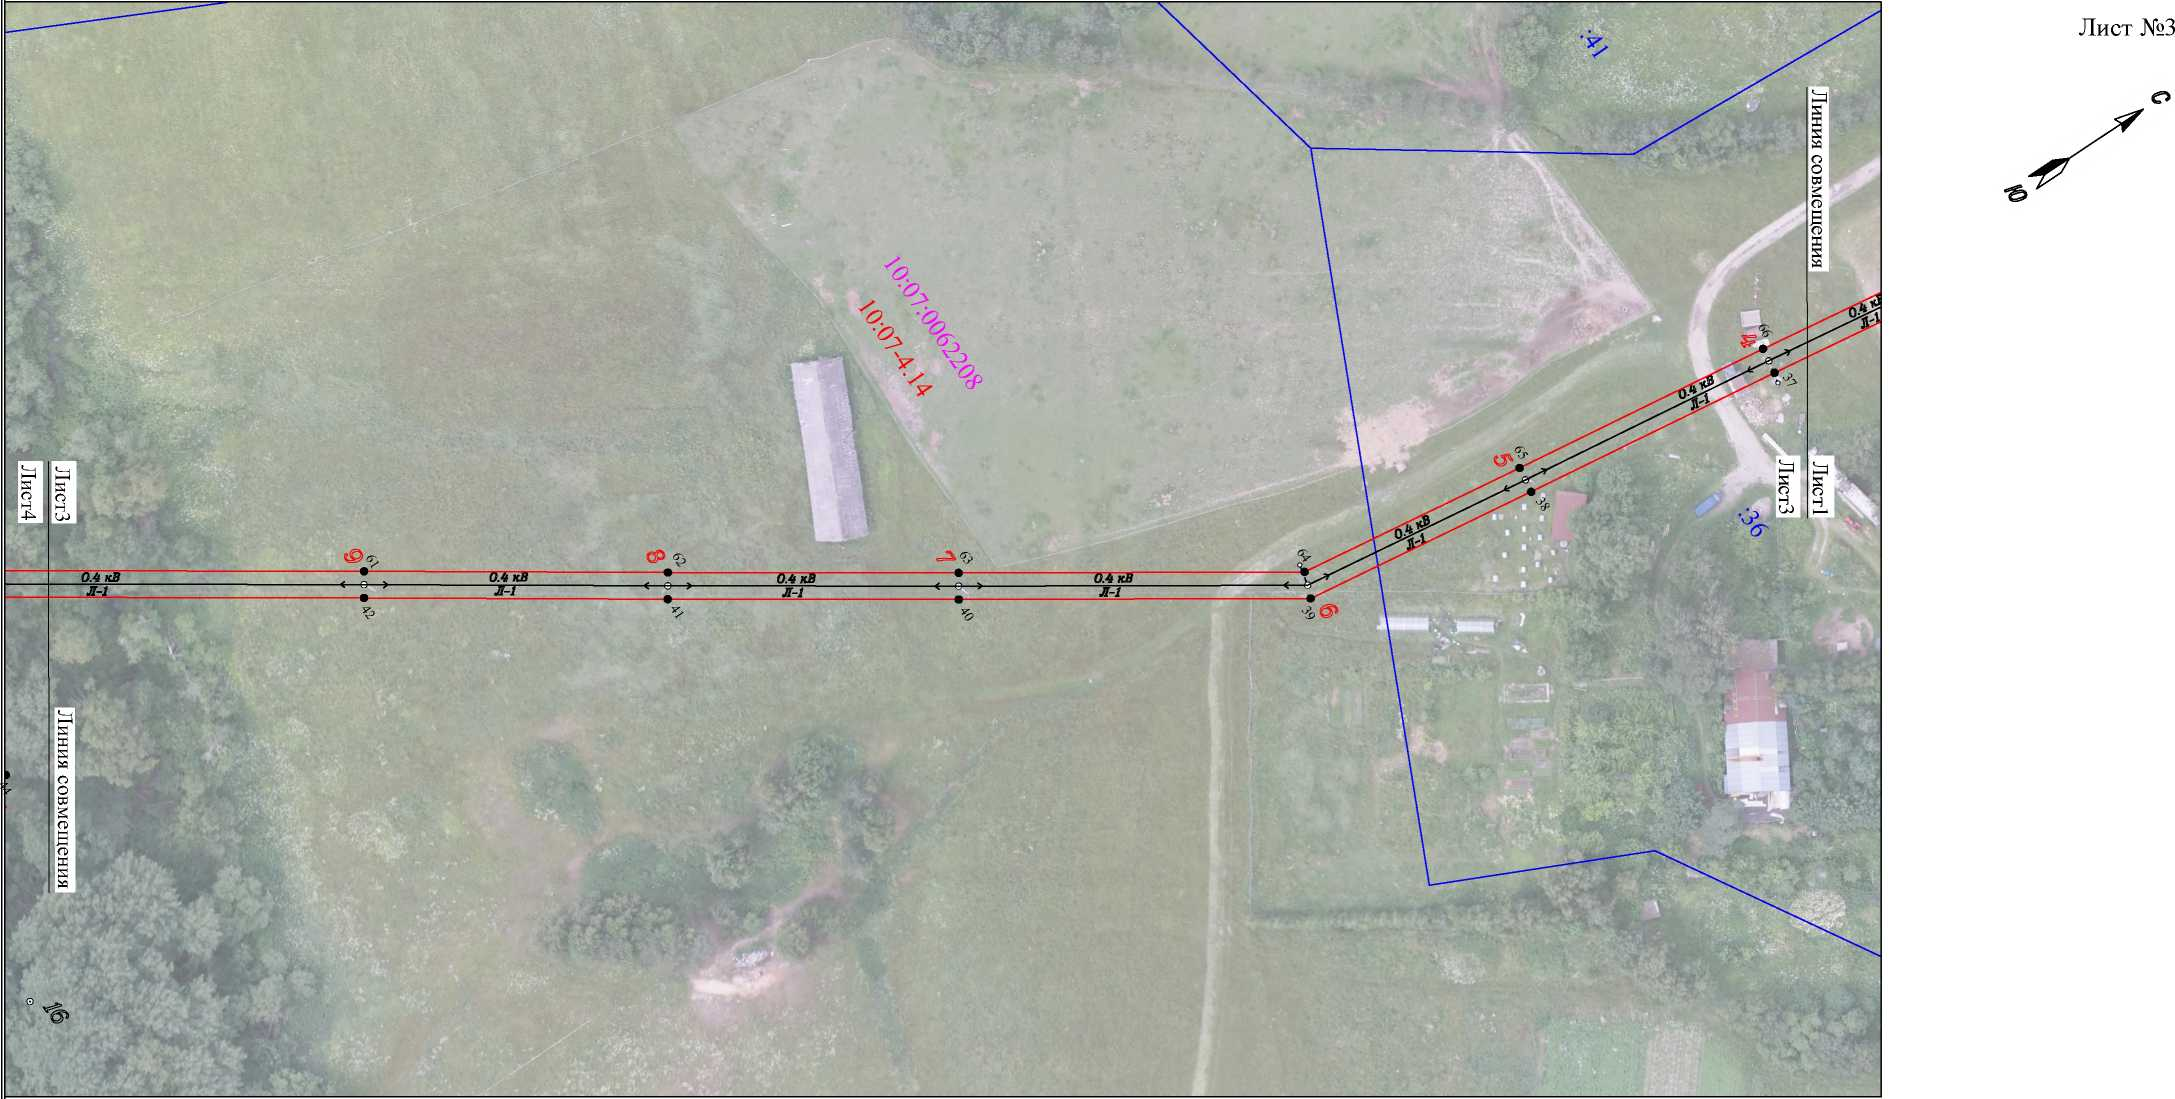 Лист №3
С
Ю
:41
Линия совмещения
10:07:0062208
10:07-4.14
0.4 кВ
Л-1
66
4
37
0.4 кВ
Л-1
65
5
38
Лист1
Лист3
:36
0.4 кВ
Л-1
64
39
6
0.4 кВ
Л-1
63
7
40
0.4 кВ
Л-1
62
8
41
0.4 кВ
Л-1
61
9
42
0.4 кВ
Л-1
Лист3
Лист4
Линия совмещения
16